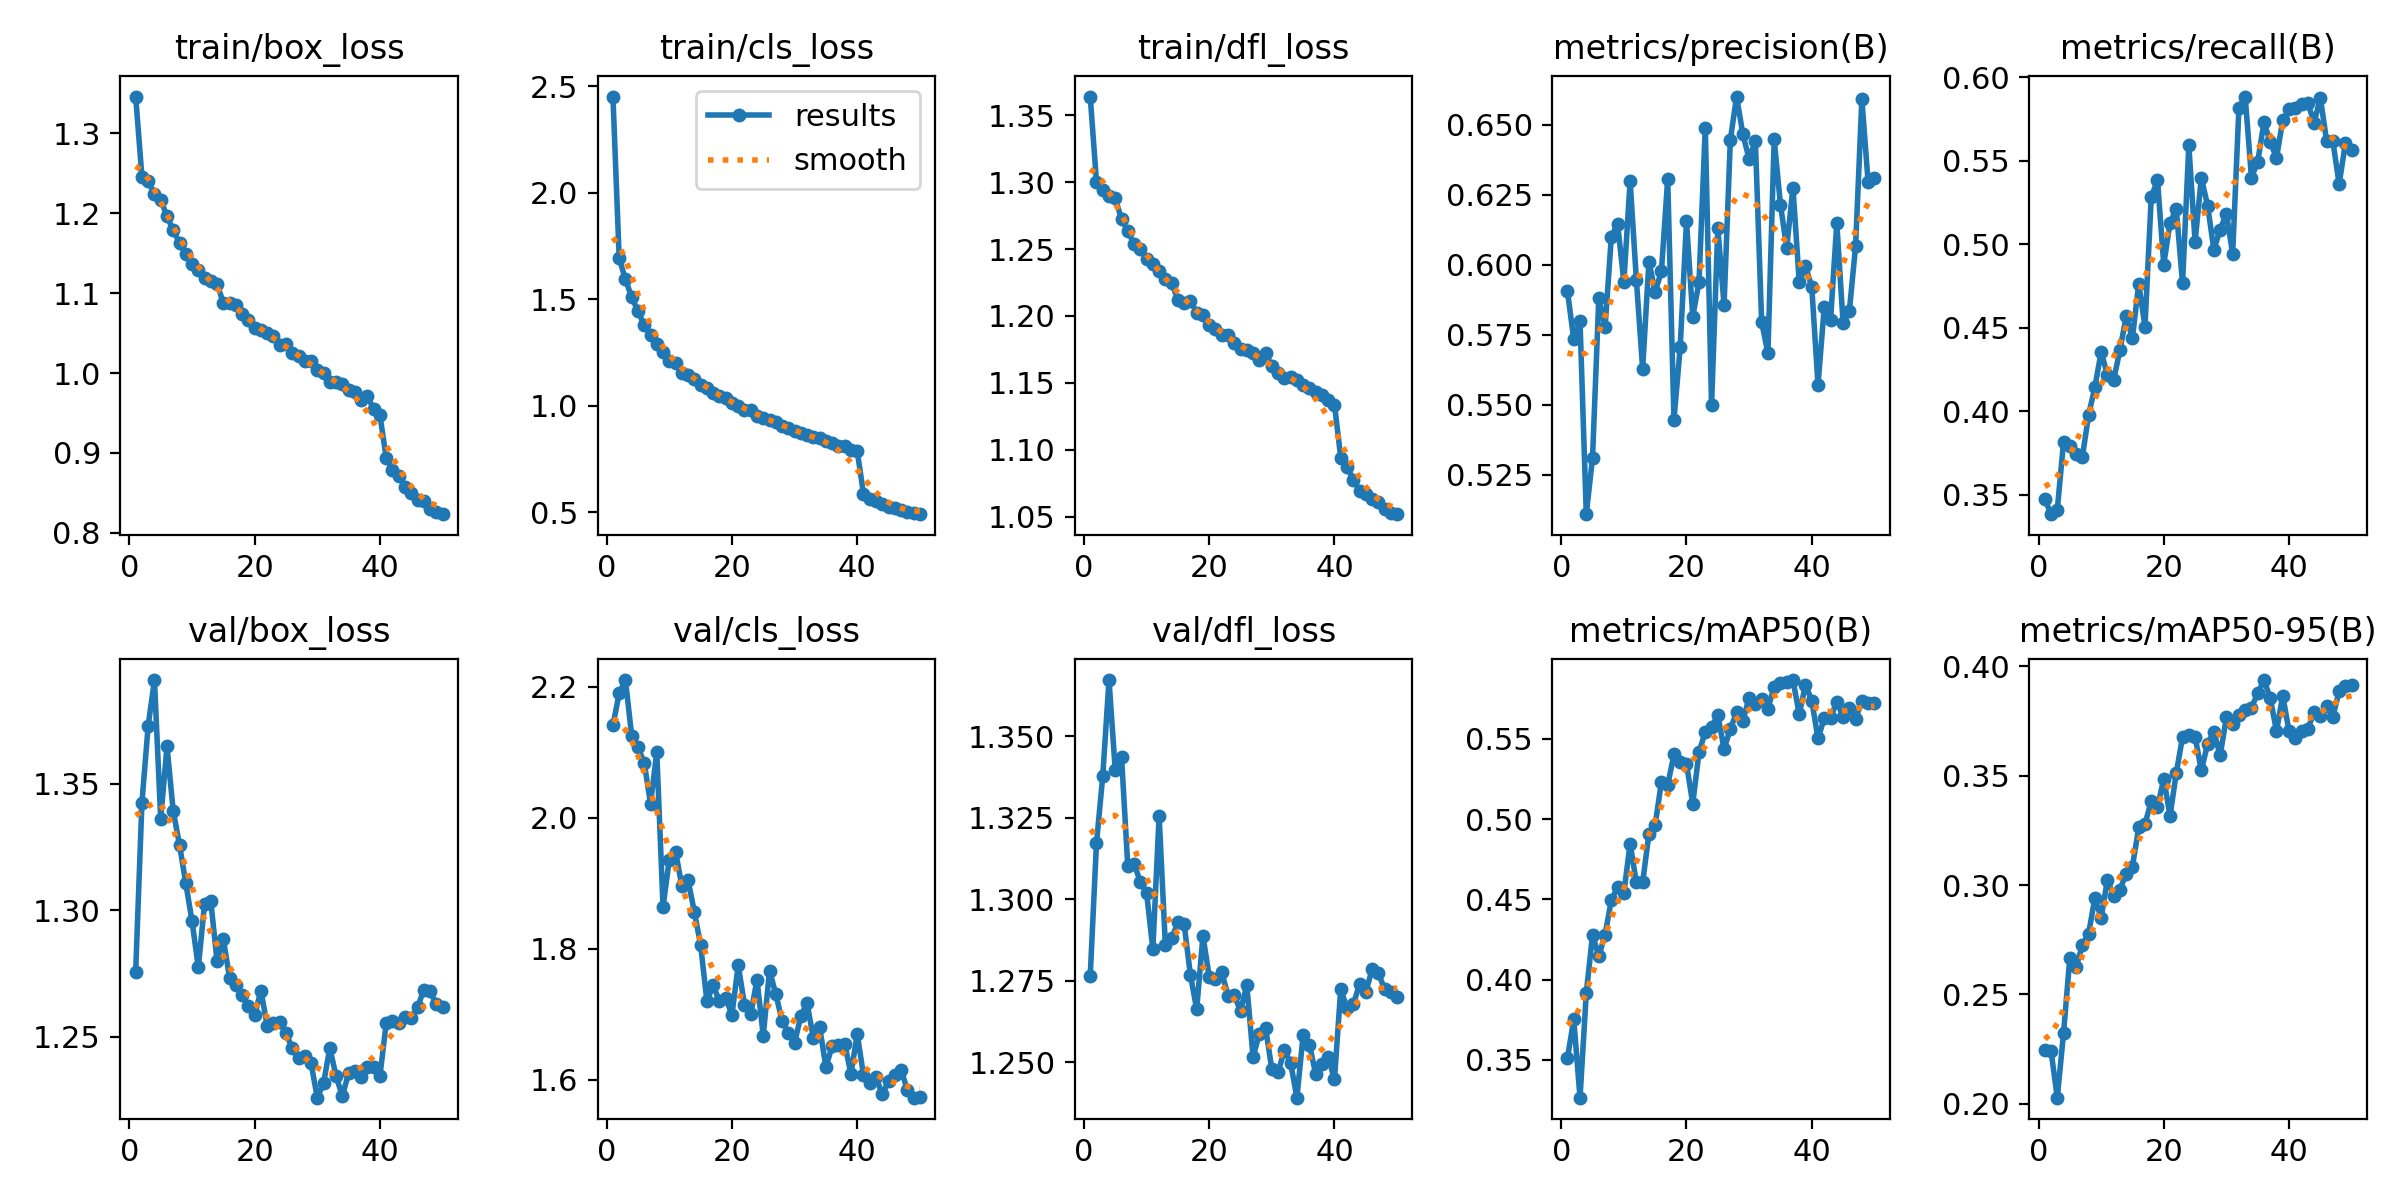 train/box_loss
train/cls_loss
train/dfl_loss
metrics/precision(B)
metrics/recall(B)
1.3
1.2
1.1
1.0
0.9
0.8
0 20 40
2.5
2.0
1.5
1.0
0.5
0 20 40
results
smooth
1.35
1.30
1.25
1.20
1.15
1.10
1.05
0 20 40
0.650
0.625
0.600
0.575
0.550
0.525
0 20 40
0.60
0.55
0.50
0.45
0.40
0.35
0 20 40
val/box_loss
val/cls_loss
val/dfl_loss
metrics/mAP50(B)
metrics/mAP50-95(B)
1.35
1.30
1.25
0 20 40
2.2
2.0
1.8
1.6
0 20 40
1.350
1.325
1.300
1.275
1.250
0 20 40
0.55
0.50
0.45
0.40
0.35
0 20 40
0.40
0.35
0.30
0.25
0.20
0 20 40